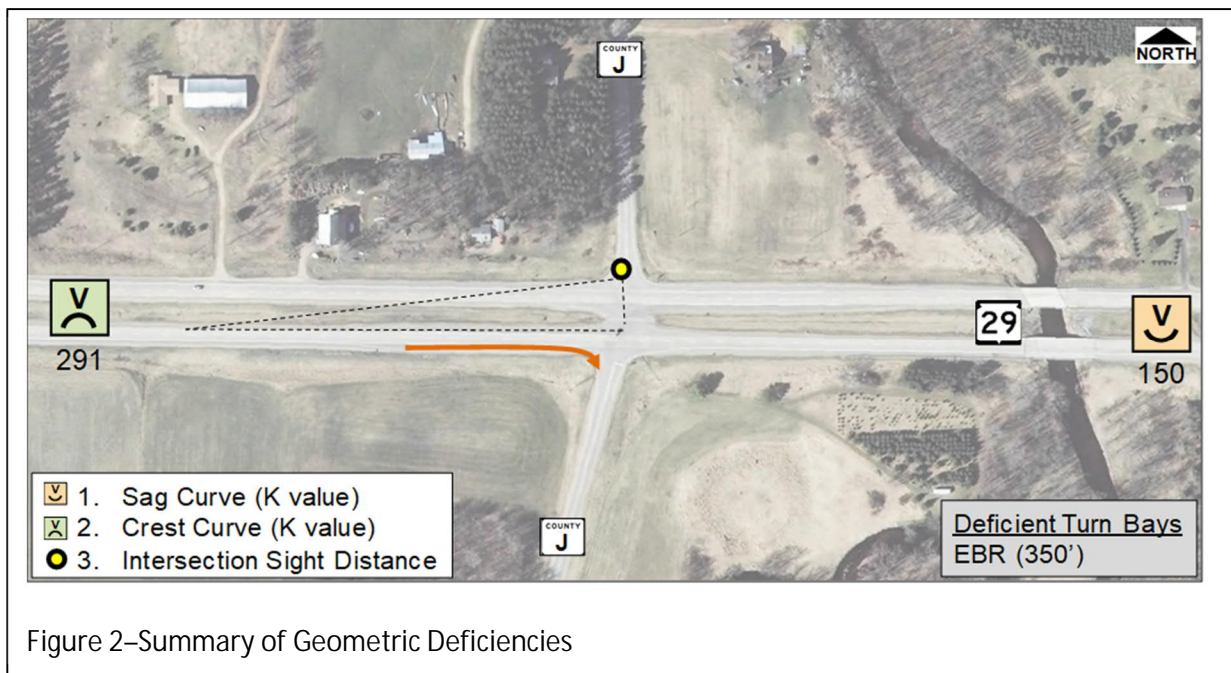 COUNTY
J
NORTH
V
291
29
V
150
V 1. Sag Curve (K value)
V 2. Crest Curve (K value)
3. Intersection Sight Distance
COUNTY
J
Deficient Turn Bays
EBR (350')
Figure 2–Summary of Geometric Deficiencies